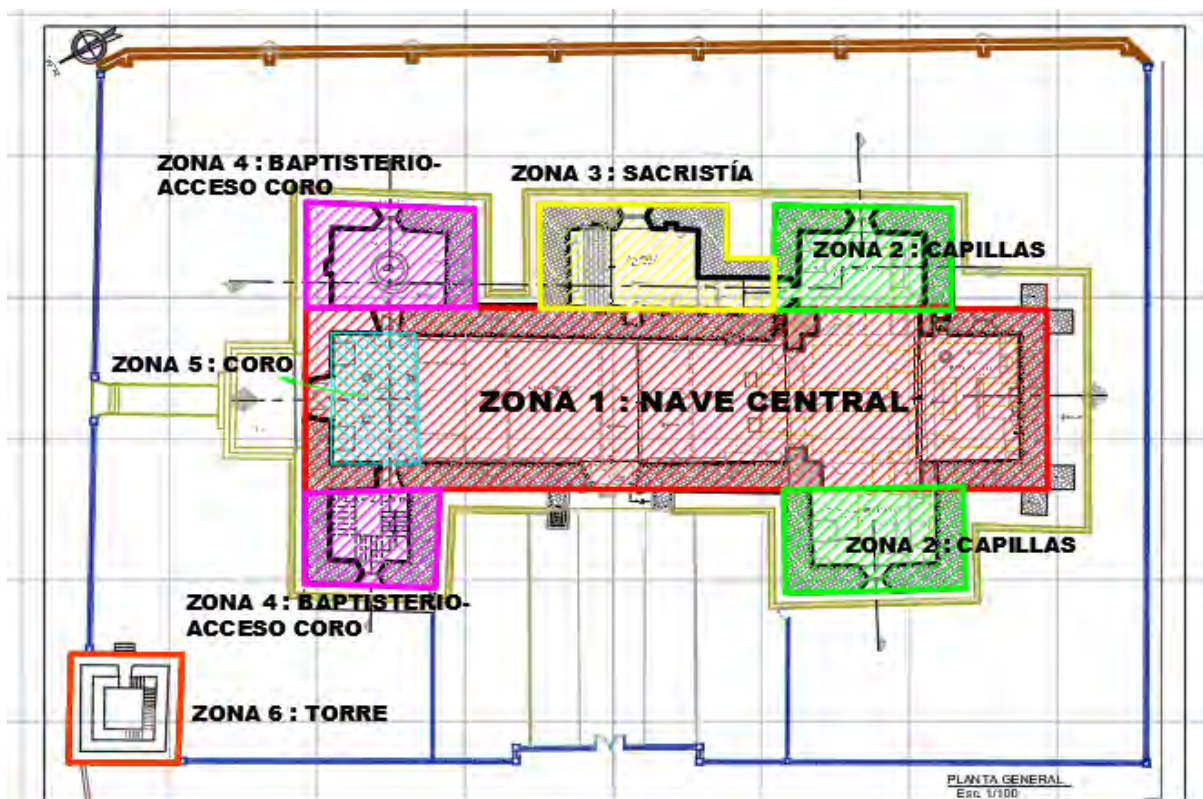 ZONA 4 : BAPTISTERIO-
ACCESO CORO
ZONA 3 : SACRISTÍA
ZONA 2 : CAPILLAS
ZONA 5 : CORO
ZONA 1 : NAVE CENTRAL
ZONA 2 : CAPILLAS
ZONA 4 : BAPTISTERIO-
ACCESO CORO
ZONA 6 : TORRE
PLANTA GENERAL
Esc. 1/100